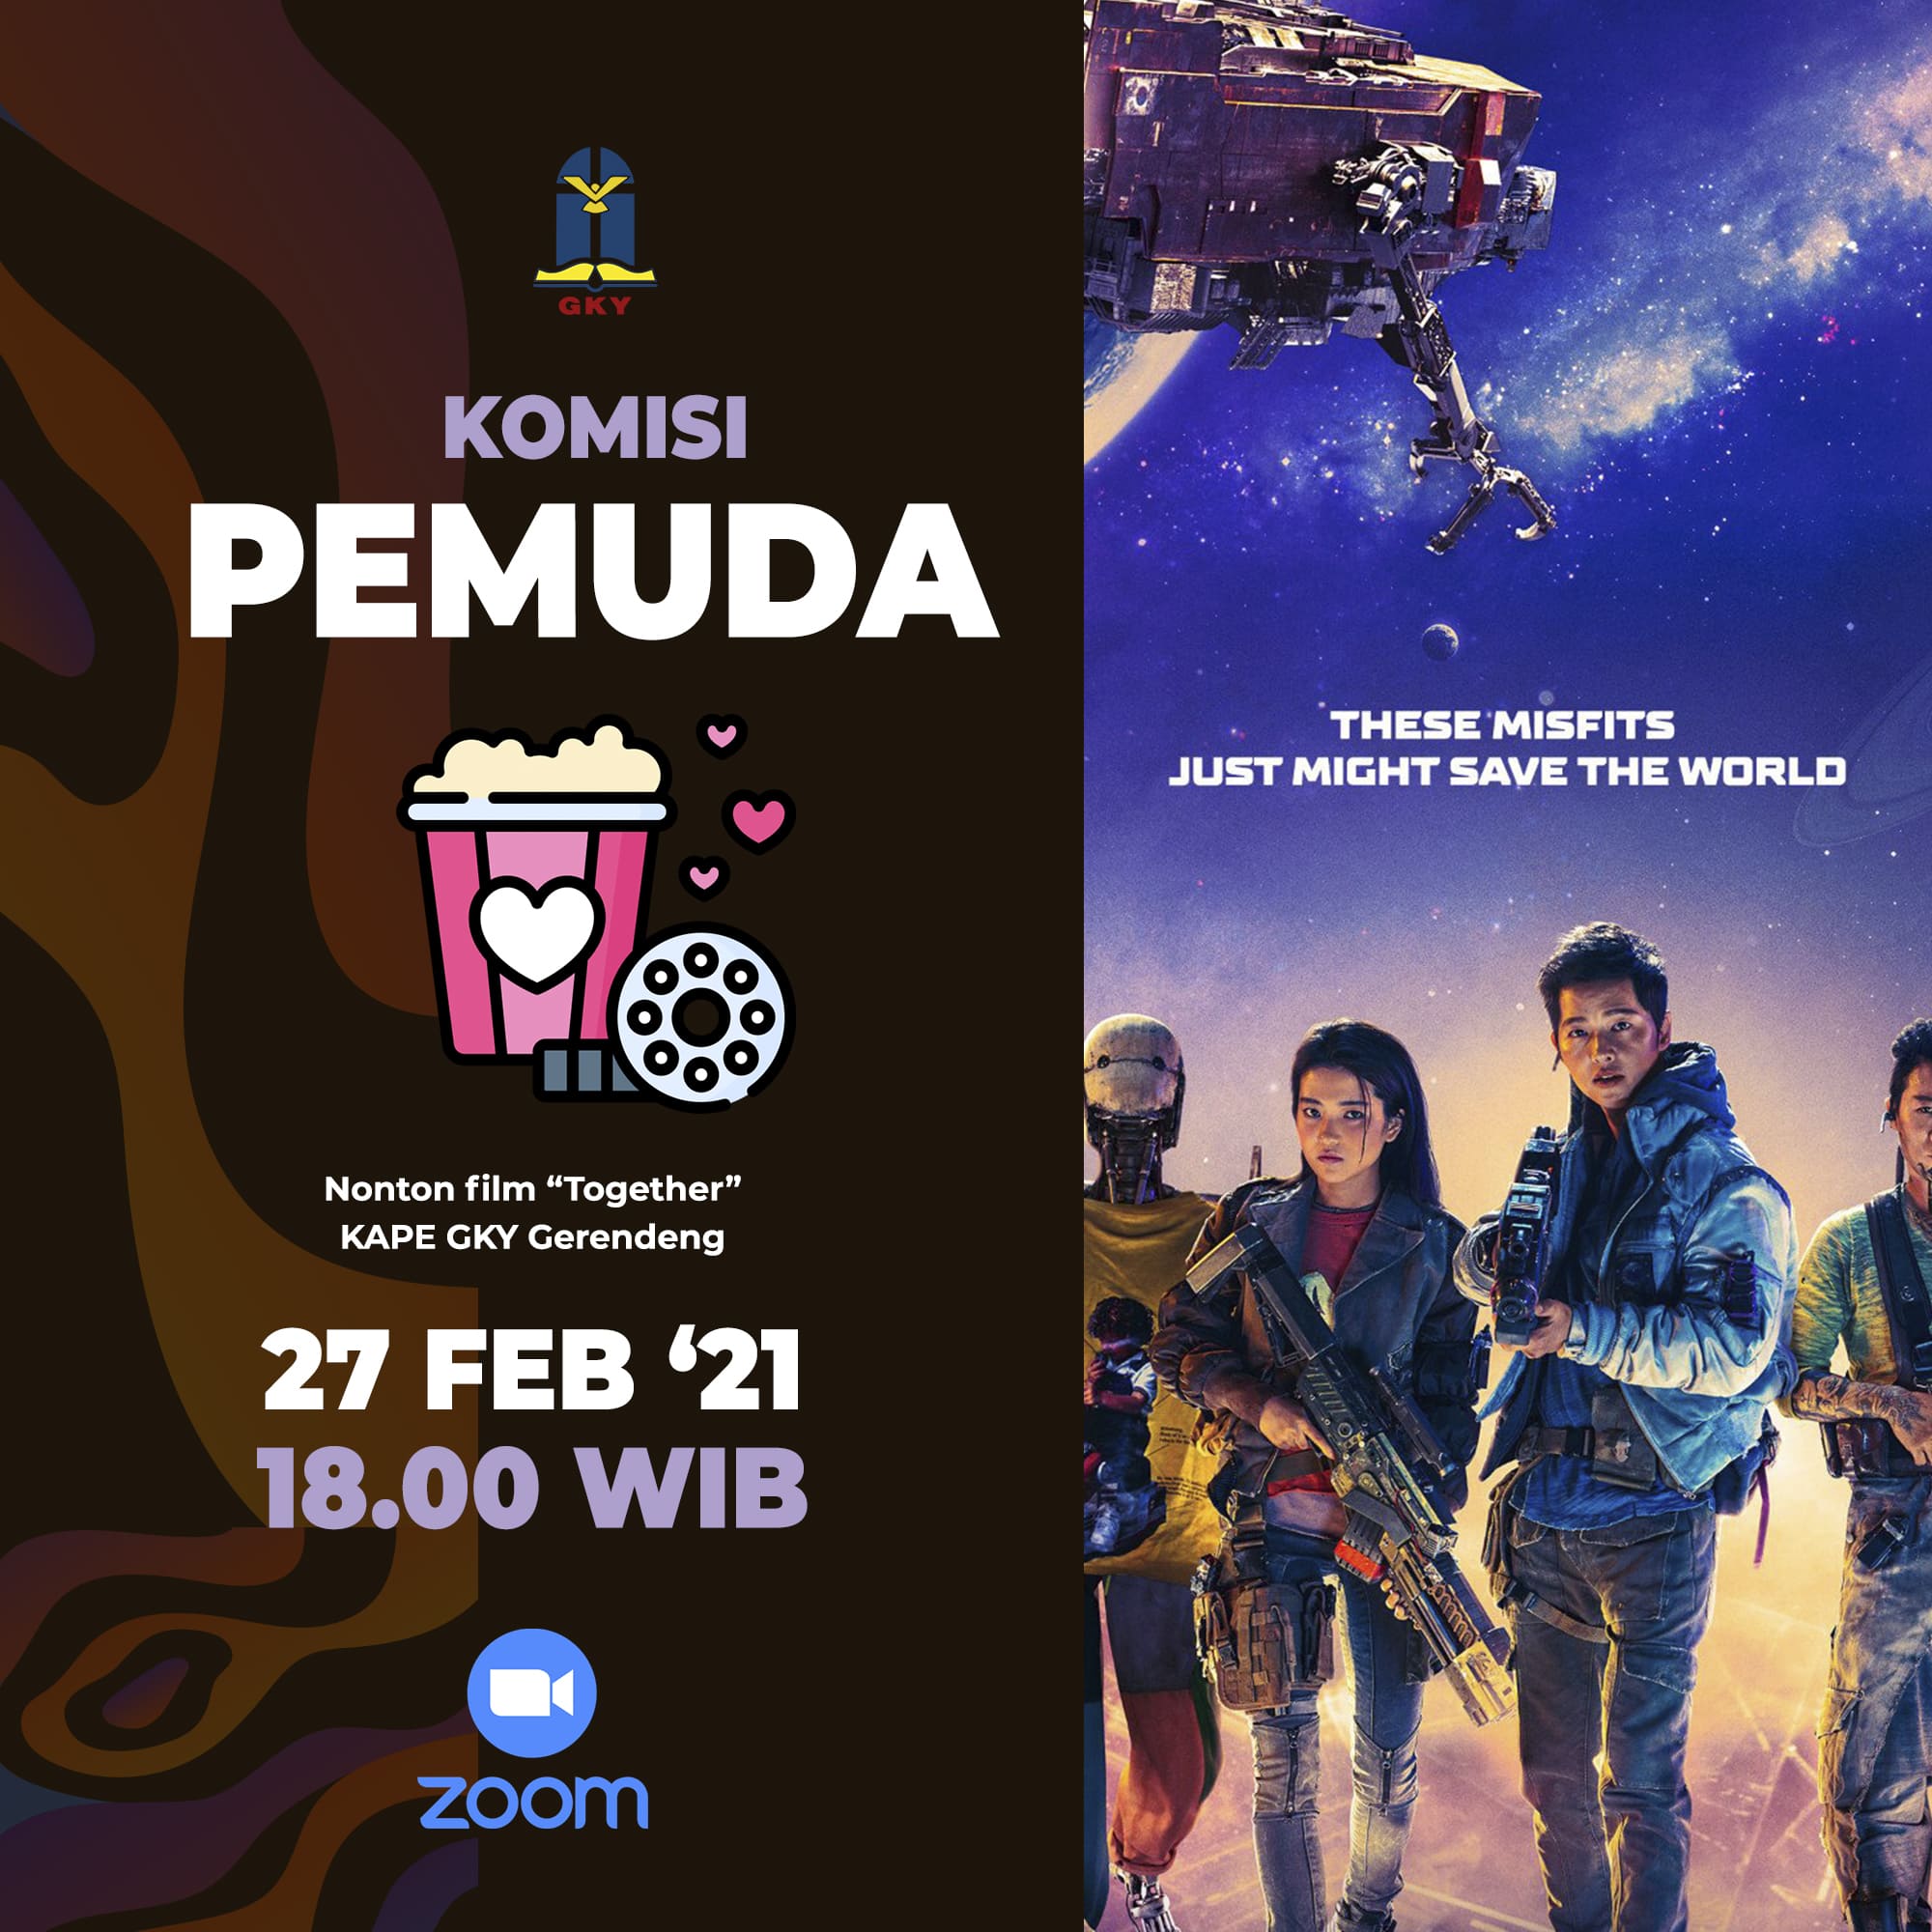 GKY
KOMISI
PEMUDA
Nonton film “Together”
KAPE GKY Gerendeng
27 FEB ‘21
18.00 WIB
zoom
THESE MISFITS
JUST MIGHT SAVE THE WORLD